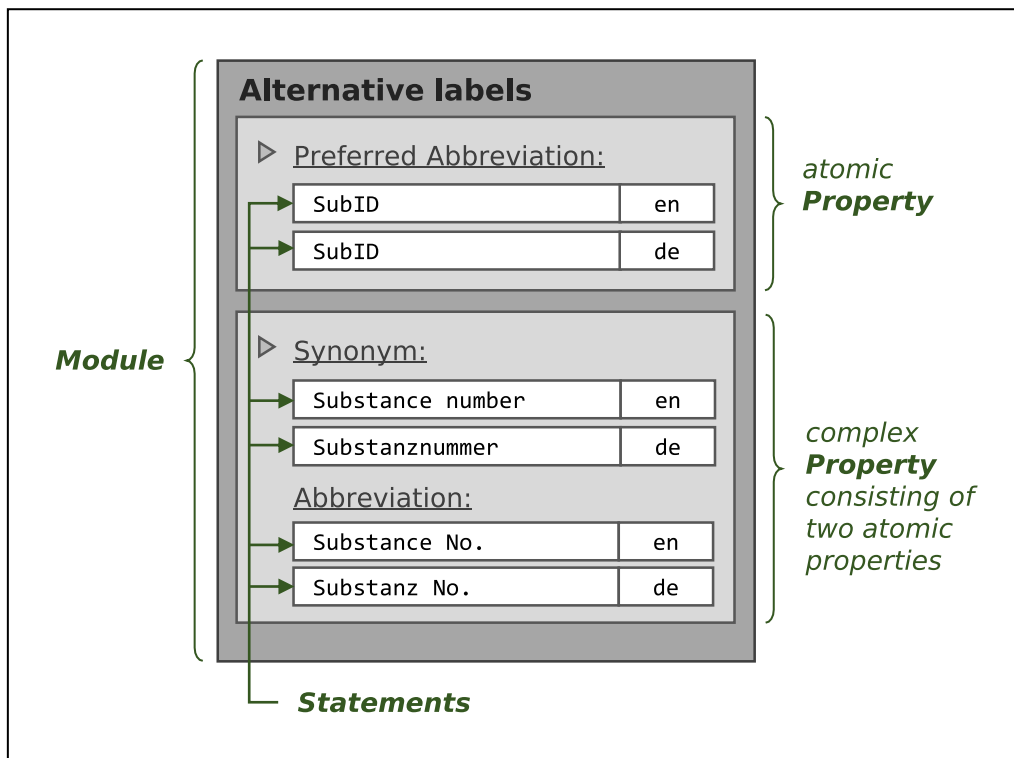 Alternative labels
Preferred Abbreviation:
SubID en
SubID de
atomic
Property
Module
Synonym:
Substance number en
Substanznummer de
Abbreviation:
Substance No. en
Substanz No. de
complex
Property
consisting of
two atomic
properties
Statements